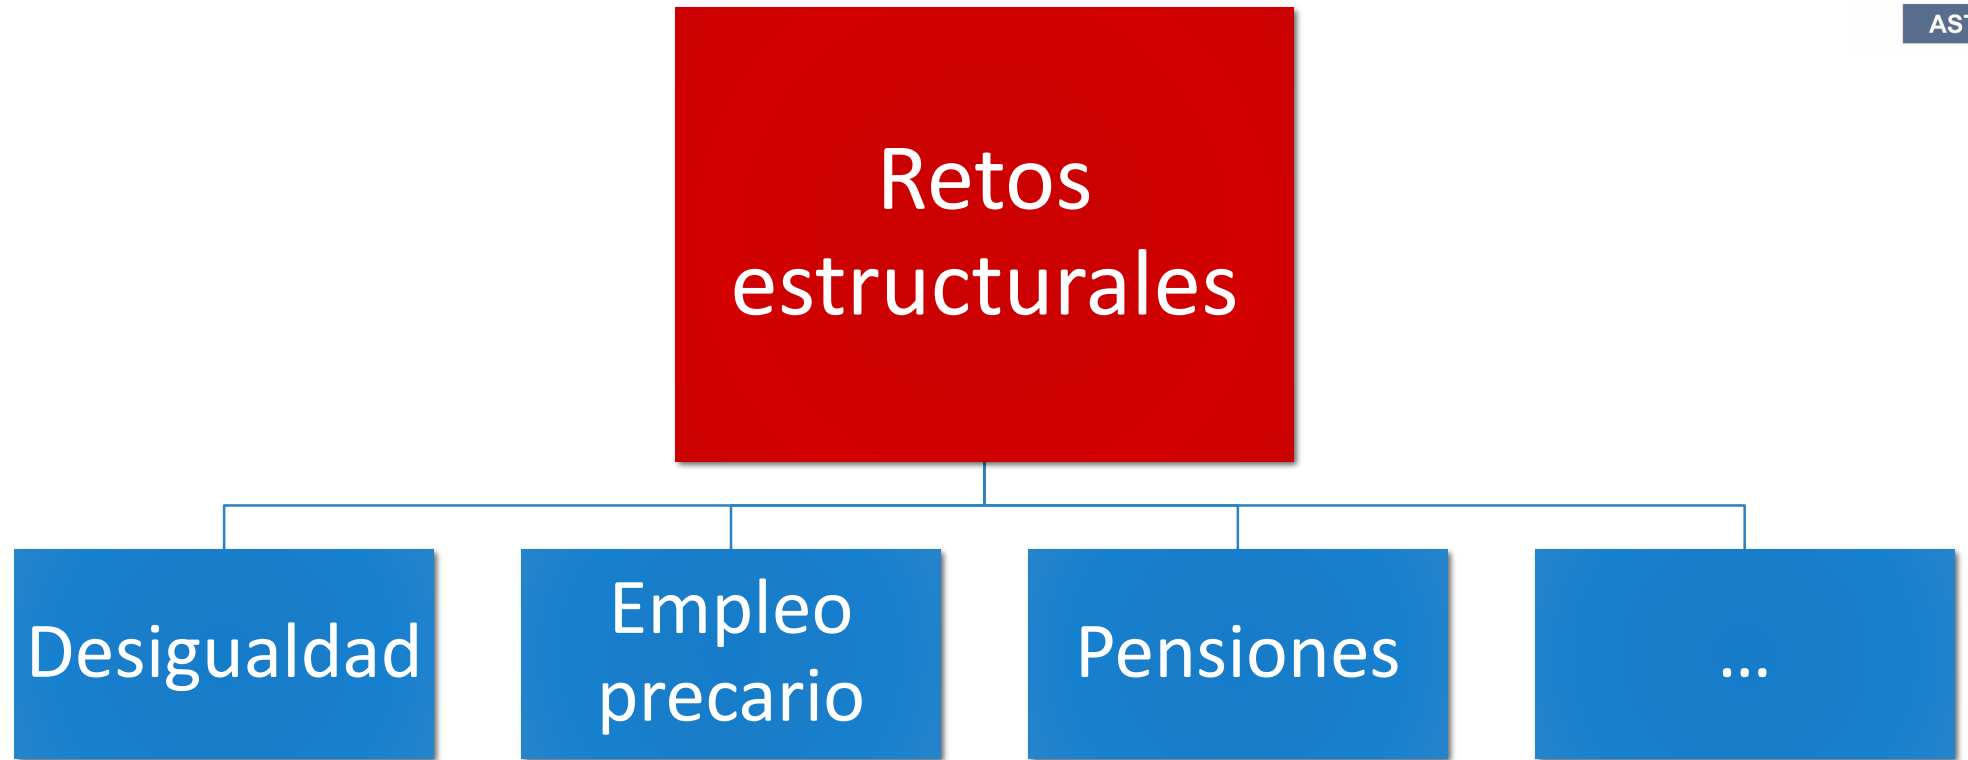 Retos
estructurales
Desigualdad
Empleo
precario
Pensiones
...